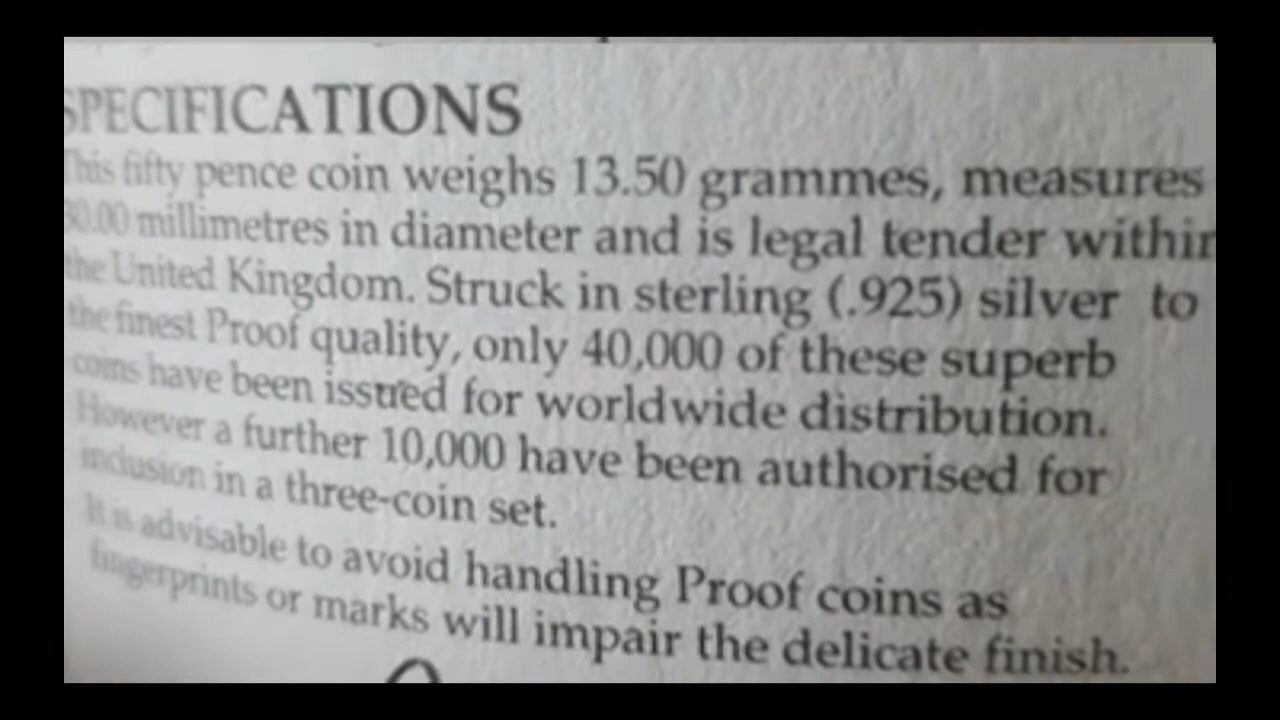 SPECIFICATIONS
This fifty pence coin weighs 13.50 grammes, measures
30.00 millimetres in diameter and is legal tender within
the United Kingdom. Struck in sterling (.925) silver to
the finest Proof quality, only 40,000 of these superb
coins have been issued for worldwide distribution.
However a further 10,000 have been authorised for
inclusion in a three-coin set.
It is advisable to avoid handling Proof coins as
fingerprints or marks will impair the delicate finish.